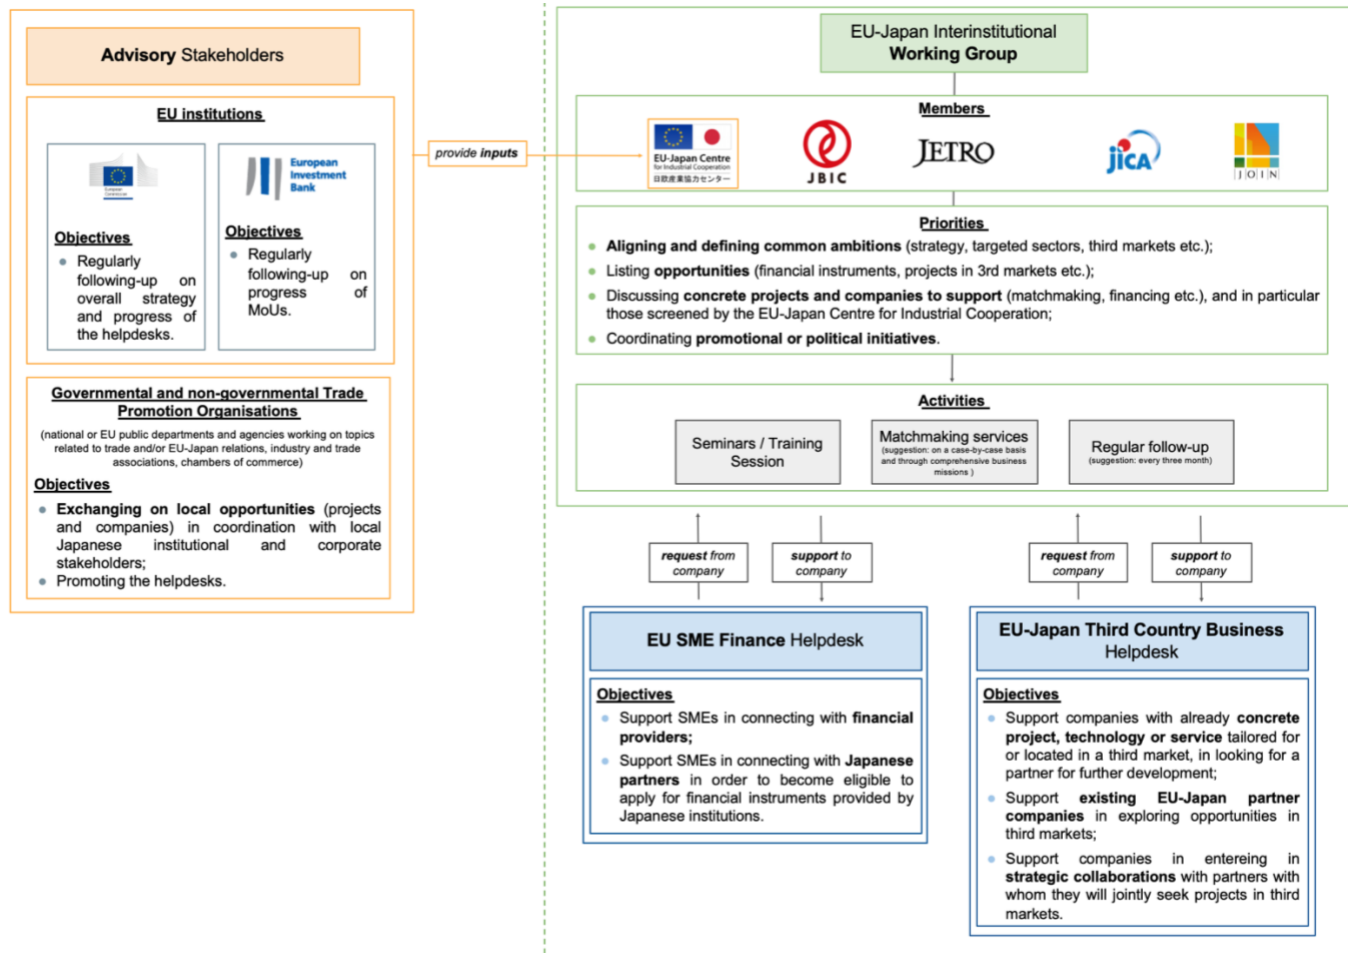 Advisory Stakeholders
EU institutions
European
Commission
European
Investment
Bank
Objectives
Regularly
following-up on
overall strategy
and progress of
the helpdesks.
Objectives
Regularly
following-up on
progress of
MoUs.
Governmental and non-governmental Trade
Promotion Organisations
(national or EU public departments and agencies working on topics
related to trade and/or EU-Japan relations, industry and trade
associations, chambers of commerce)
Objectives
Exchanging on local opportunities (projects
and companies) in coordination with local
Japanese institutional and corporate
stakeholders;
Promoting the helpdesks.
provide inputs
EU-Japan Interinstitutional
Working Group
Members
EU-Japan Centre
for Industrial Cooperation
日欧産業協力センター
JBIC
JETRO
JICA
JOIN
Priorities
Aligning and defining common ambitions (strategy, targeted sectors, third markets etc.);
Listing opportunities (financial instruments, projects in 3rd markets etc.);
Discussing concrete projects and companies to support (matchmaking, financing etc.), and in particular
those screened by the EU-Japan Centre for Industrial Cooperation;
Coordinating promotional or political initiatives.
Activities
Seminars / Training
Session
Matchmaking services
(suggestion: on a case-by-case basis
and through comprehensive business
missions )
Regular follow-up
(suggestion: every three month)
request from
company
support to
company
request from
company
support to
company
EU SME Finance Helpdesk
Objectives
Support SMEs in connecting with financial
providers;
Support SMEs in connecting with Japanese
partners in order to become eligible to
apply for financial instruments provided by
Japanese institutions.
EU-Japan Third Country Business
Helpdesk
Objectives
Support companies with already concrete
project, technology or service tailored for
or located in a third market, in looking for a
partner for further development;
Support existing EU-Japan partner
companies in exploring opportunities in
third markets;
Support companies in entereing in
strategic collaborations with partners with
whom they will jointly seek projects in third
markets.